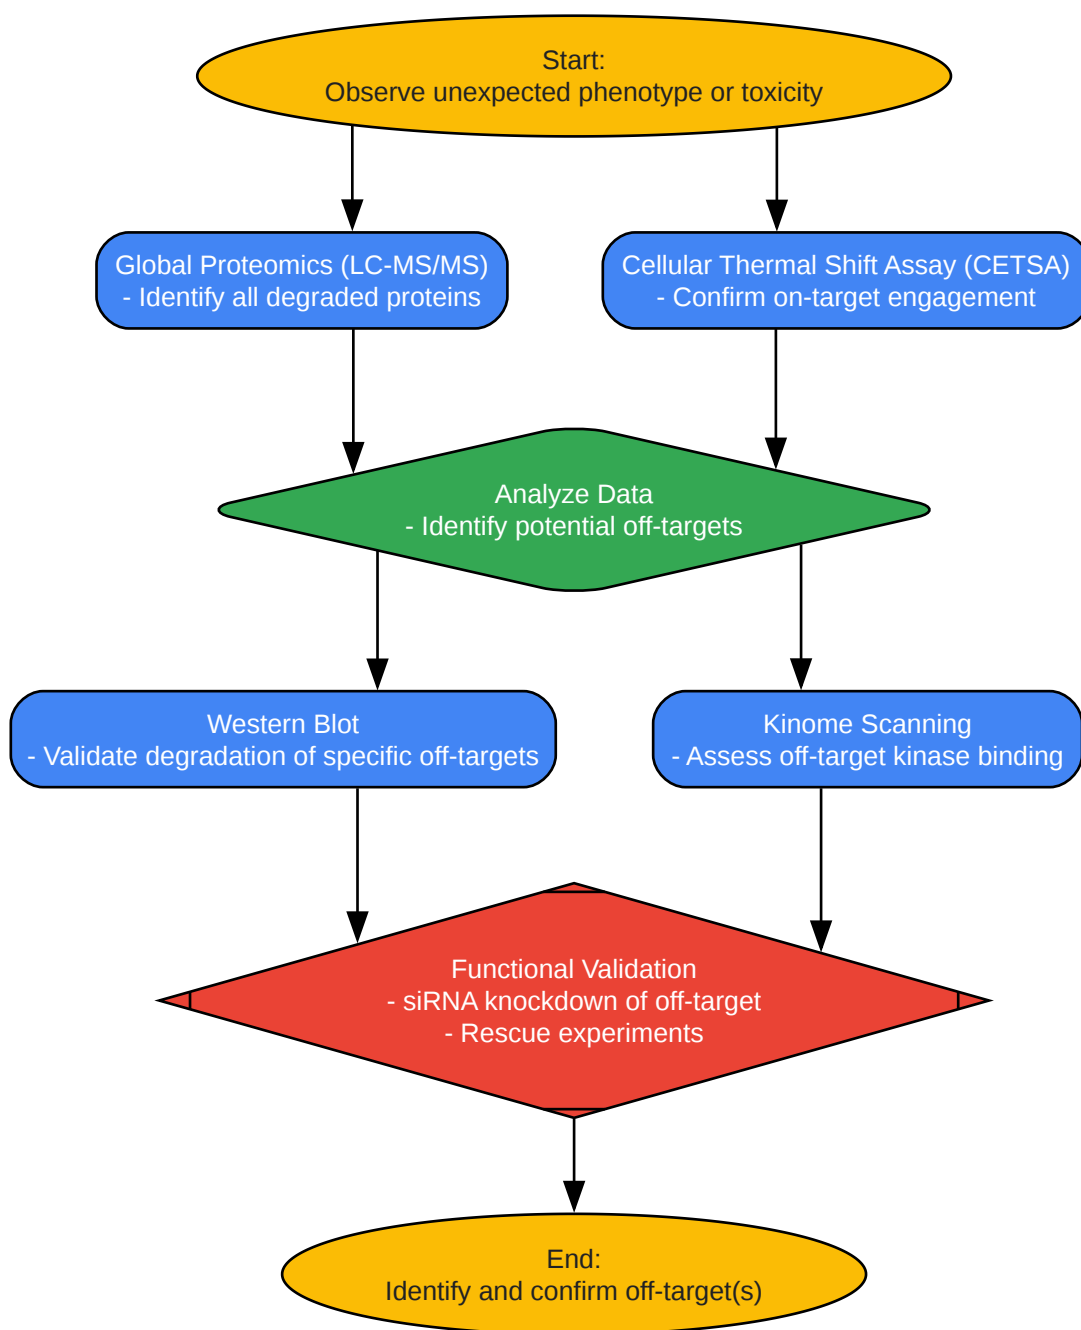 Start:
Observe unexpected phenotype or toxicity
Global Proteomics (LC-MS/MS)
- Identify all degraded proteins
Cellular Thermal Shift Assay (CETSA)
- Confirm on-target engagement
Analyze Data
- Identify potential off-targets
Western Blot
- Validate degradation of specific off-targets
Kinome Scanning
- Assess off-target kinase binding
Functional Validation
- siRNA knockdown of off-target
- Rescue experiments
End:
Identify and confirm off-target(s)